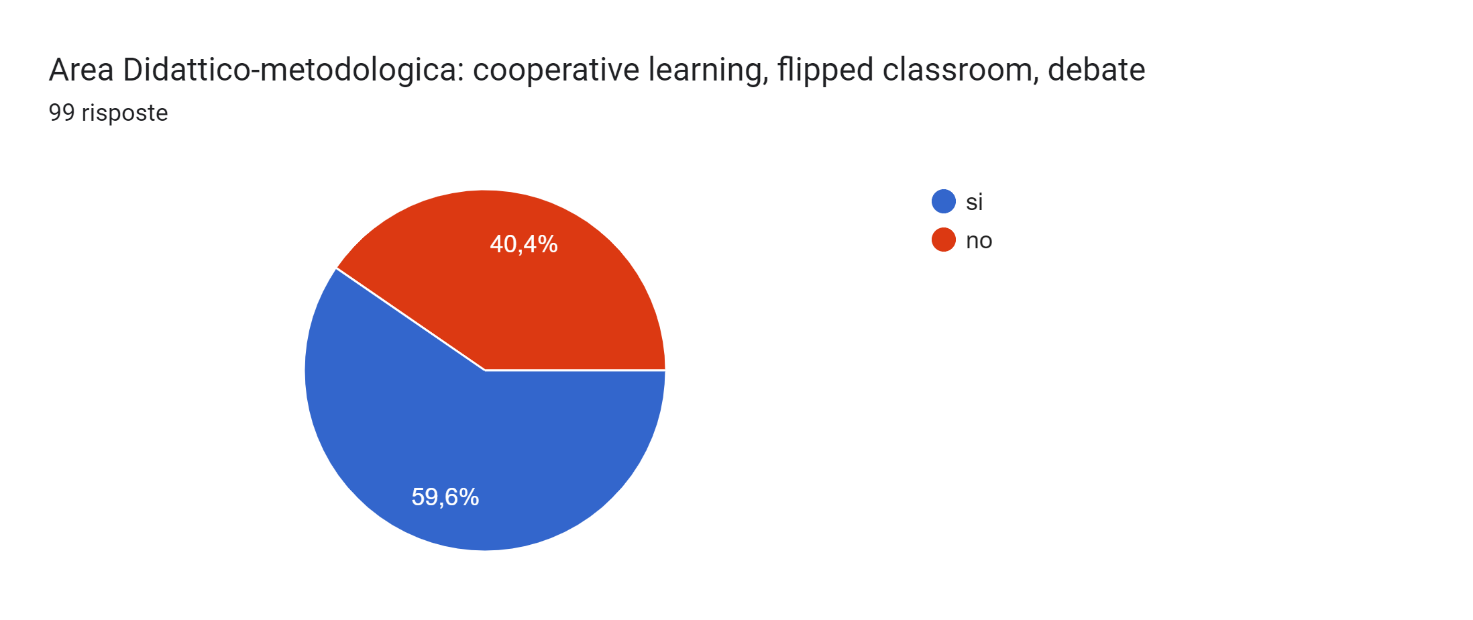 Area Didattico-metodologica: cooperative learning, flipped classroom, debate
99 risposte
si
no
40,4%
59,6%